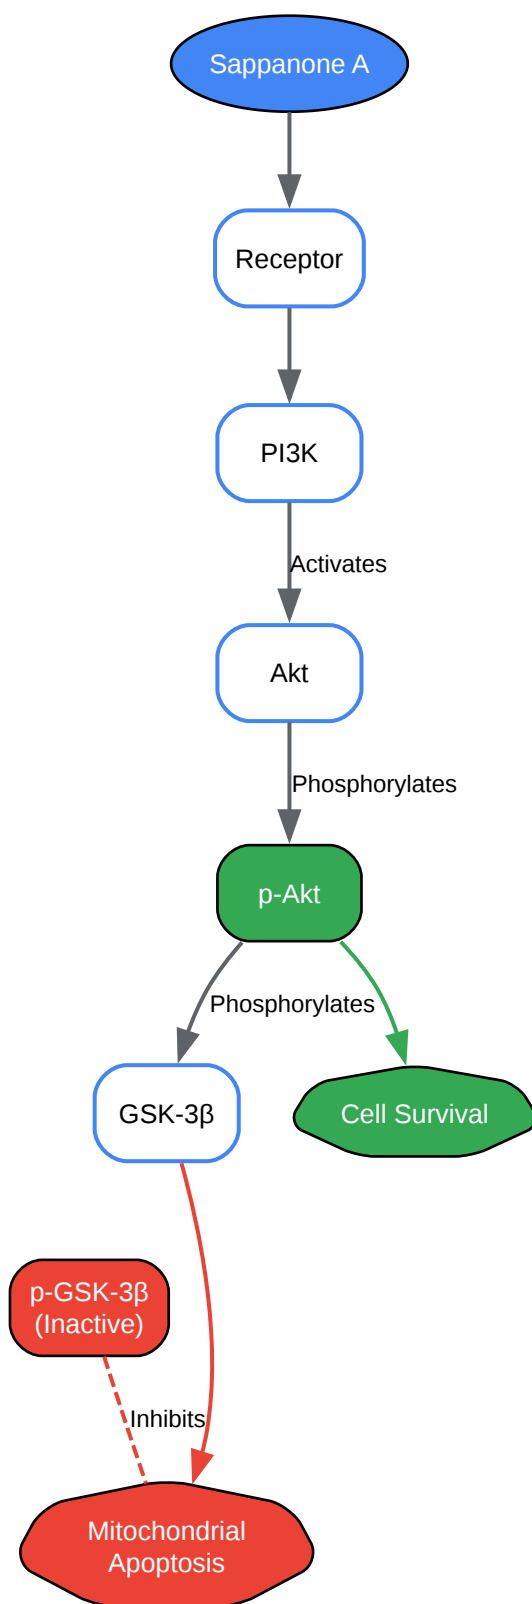 Sappanone A
Receptor
PI3K
Activates
Akt
Phosphorylates
p-Akt
Phosphorylates
GSK-3β
Cell Survival
p-GSK-3β
(Inactive)
Inhibits
Mitochondrial
Apoptosis